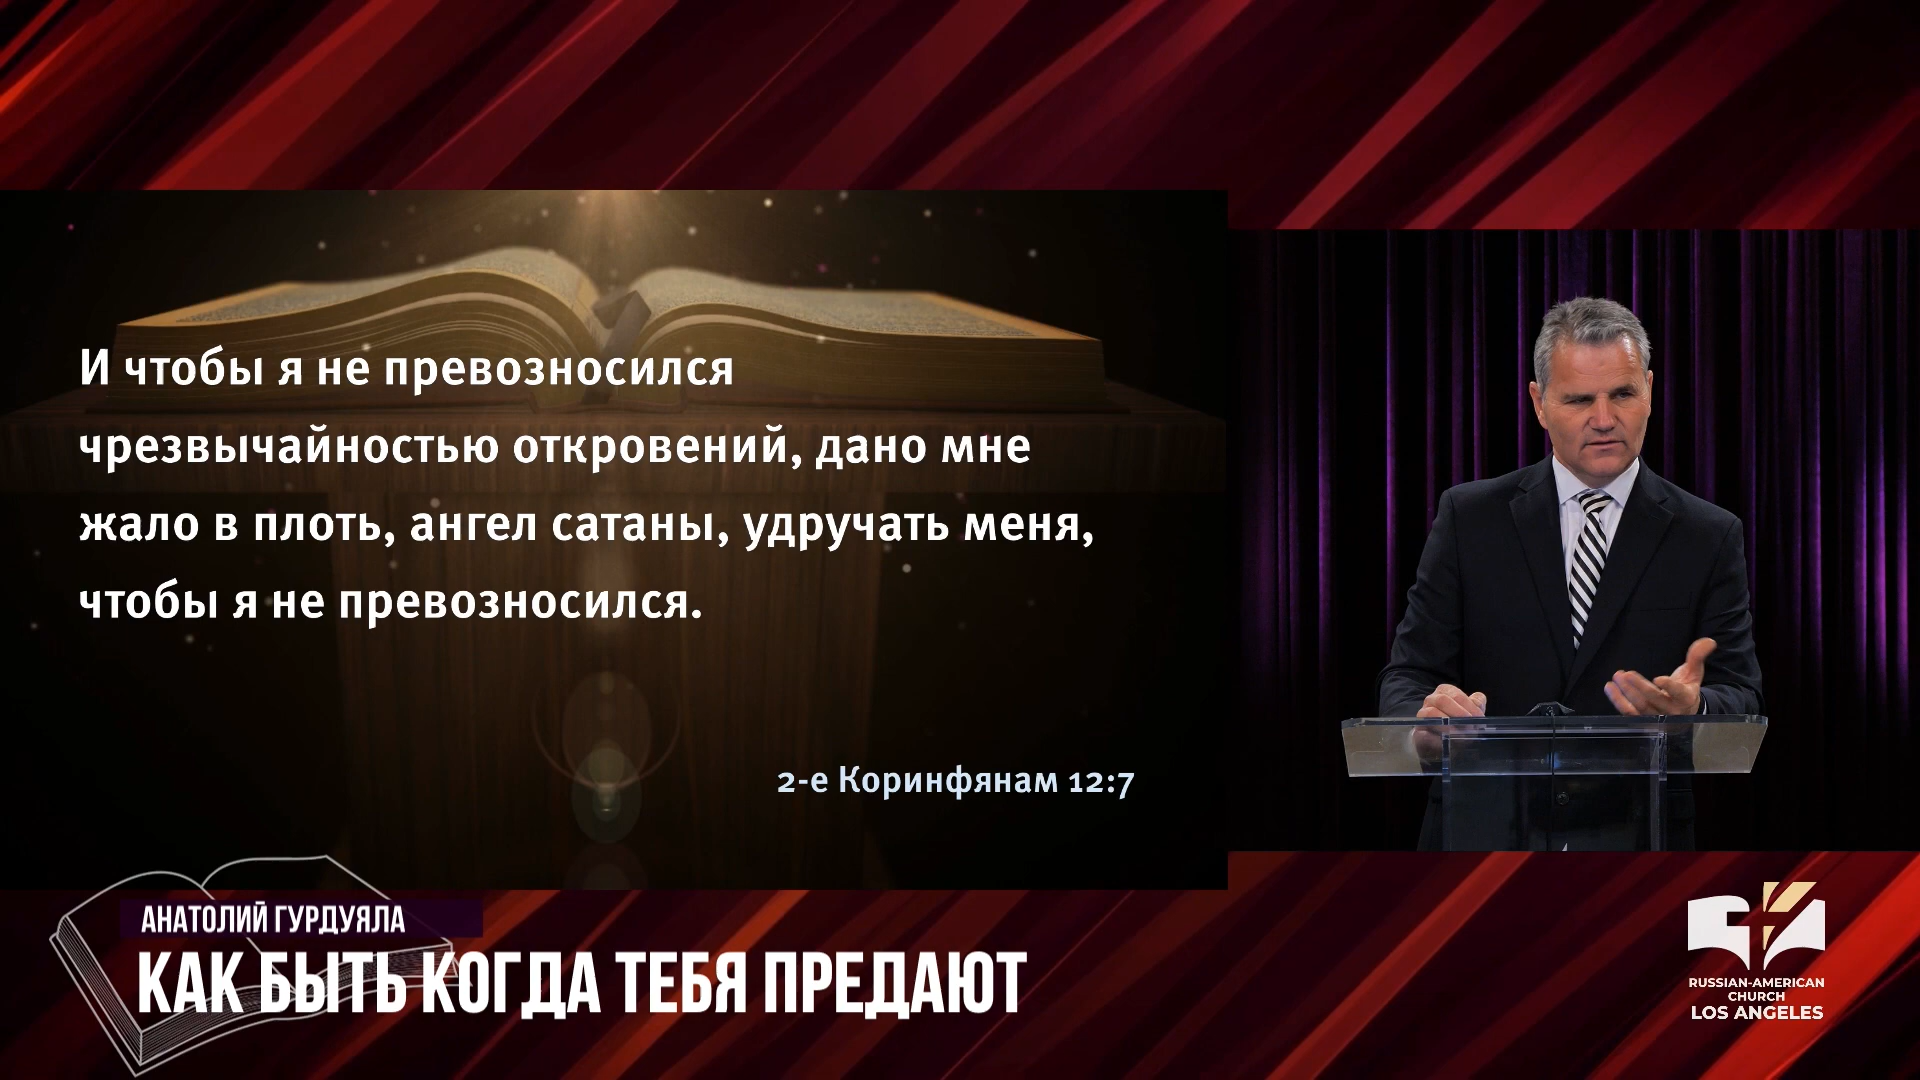 И чтобы я не превозносился
чрезвычайностью откровений, дано мне
жало в плоть, ангел сатаны, удручать меня,
чтобы я не превозносился.
2-е Коринфянам 12:7
АНАТОЛИЙ ГУРДУЯЛА
КАК БЫТЬ КОГДА ТЕБЯ ПРЕДАЮТ
RUSSIAN-AMERICAN
CHURCH
LOS ANGELES